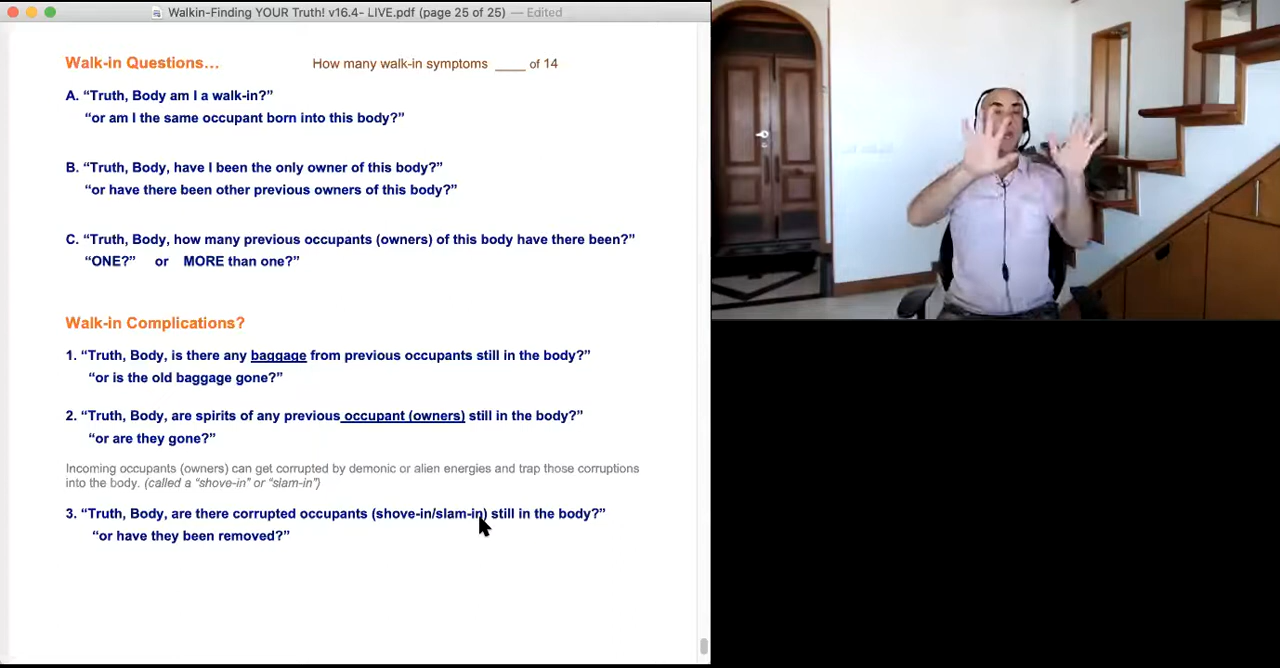 Walkin-Finding YOUR Truth! v16.4- LIVE.pdf (page 25 of 25) — Edited
Walk-in Questions… How many walk-in symptoms ____ of 14
A. “Truth, Body am I a walk-in?”
“or am I the same occupant born into this body?”
B. “Truth, Body, have I been the only owner of this body?”
“or have there been other previous owners of this body?”
C. “Truth, Body, how many previous occupants (owners) of this body have there been?”
“ONE?” or MORE than one?”
Walk-in Complications?
1. “Truth, Body, is there any baggage from previous occupants still in the body?”
“or is the old baggage gone?”
2. “Truth, Body, are spirits of any previous occupant (owners) still in the body?”
“or are they gone?”
Incoming occupants (owners) can get corrupted by demonic or alien energies and trap those corruptions
into the body. (called a “shove-in” or “slam-in”)
3. “Truth, Body, are there corrupted occupants (shove-in/slam-in) still in the body?”
“or have they been removed?”